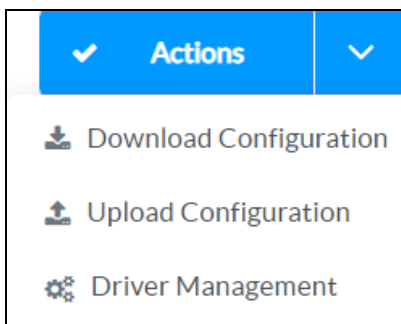 Actions
Download Configuration
Upload Configuration
Driver Management